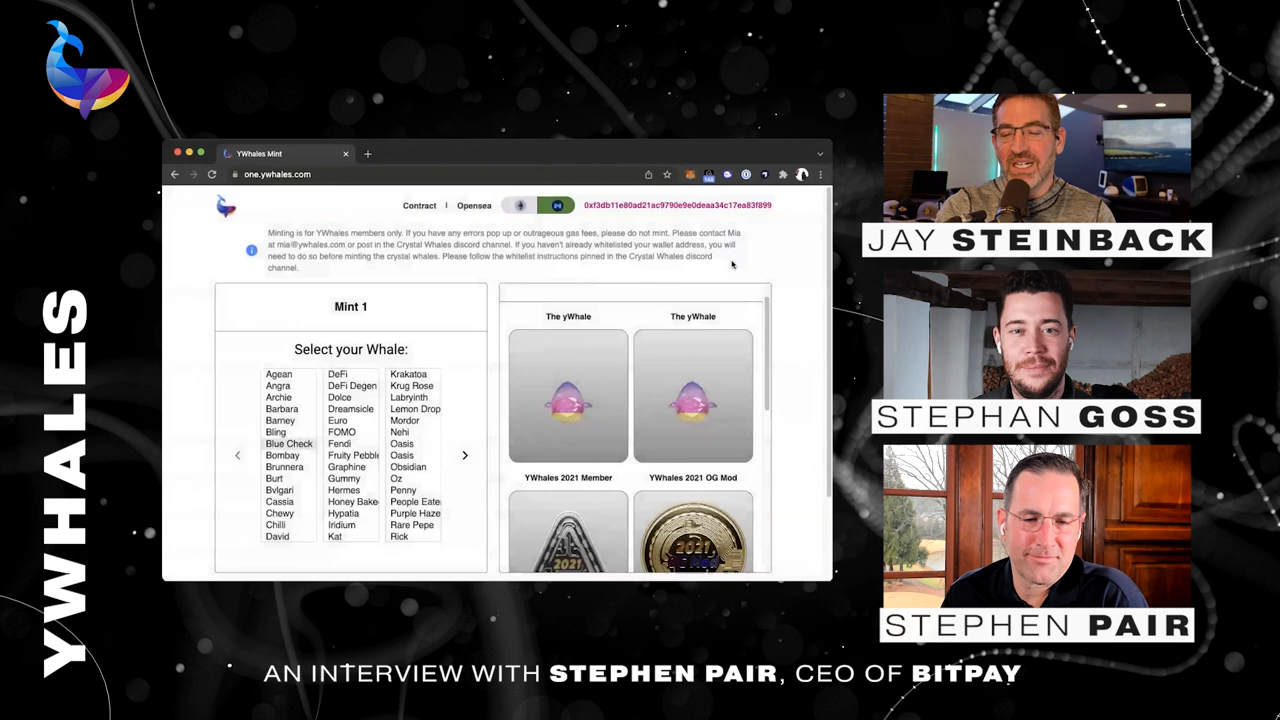 YWHALES
YWhales Mint
one.ywhales.com
Contract | Opensea
0xf3db11e80ad21ac9790e9e0deaa34c17ea83f899
Minting is for YWhales members only. If you have any errors pop up or outrageous gas fees, please do not mint. Please contact Mia
at mia@ywhales.com or post in the Crystal Whales discord channel. If you haven't already whitelisted your wallet address, you will
need to do so before minting the crystal whales. Please follow the whitelist instructions pinned in the Crystal Whales discord
channel.
Mint 1
Select your Whale:
Agean
Angra
Archie
Barbara
Barney
Bling
Blue Check
Bombay
Brunnera
Burt
Bvlgari
Cassia
Chewy
Chilli
David
DeFi
DeFi Degen
Dolce
Dreamsicle
Euro
FOMO
Fendi
Fruity Pebble
Graphine
Gummy
Hermes
Honey Bake
Hypatia
Iridium
Kat
Krakatoa
Krug Rose
Labryinth
Lemon Drop
Mordor
Nehi
Oasis
Oasis
Obsidian
Oz
Penny
People Eate
Purple Haze
Rare Pepe
Rick
The yWhale
The yWhale
YWhales 2021 Member
YWhales 2021 OG Mod
2021
2021
OG Mod
JAY STEINBACK
STEPHAN GOSS
STEPHEN PAIR
AN INTERVIEW WITH STEPHEN PAIR, CEO OF BITPAY